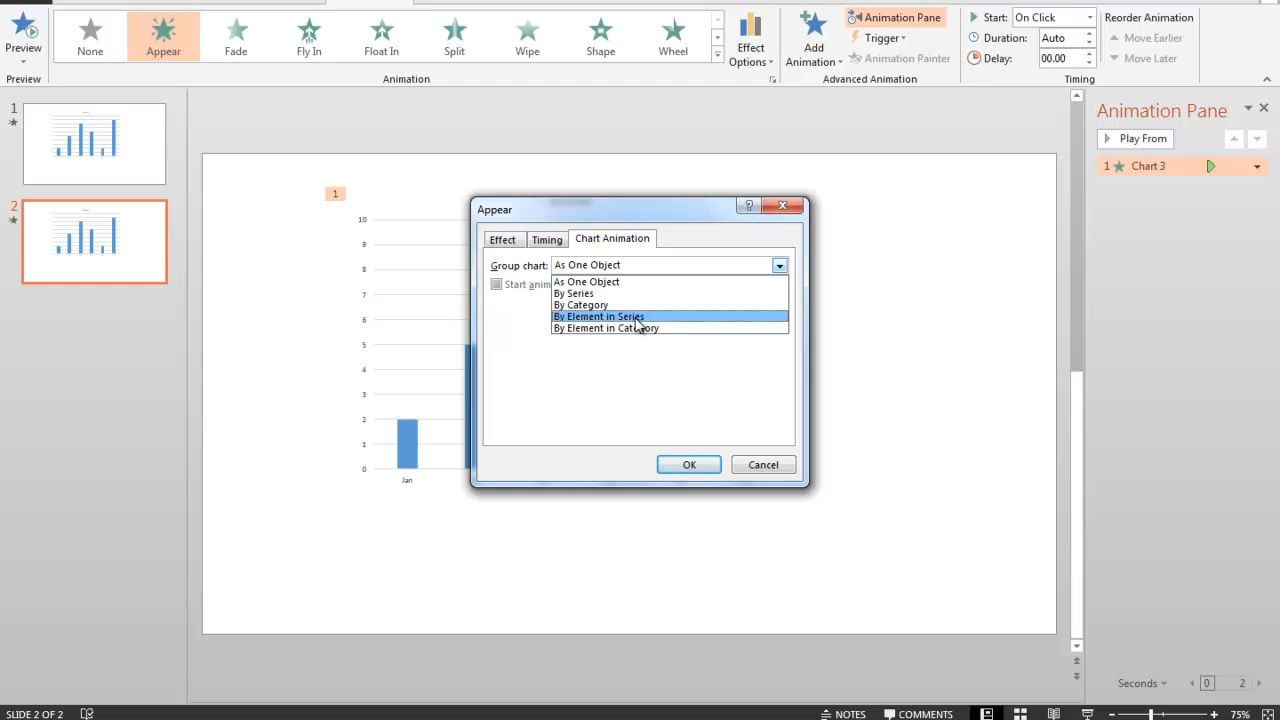 Preview
Preview
None
Appear
Fade
Fly In
Float In
Split
Wipe
Shape
Wheel
Animation
Effect
Options
Add
Animation
Animation Pane
Trigger
Animation Painter
Advanced Animation
Start: On Click
Duration: Auto
Delay: 00.00
Timing
Reorder Animation
Move Earlier
Move Later
1
2
1
10
9
8
7
6
5
4
3
2
1
0
Jan
Appear
?
Effect
Timing
Chart Animation
Group chart: As One Object
Start anim
As One Object
By Series
By Category
By Element in Series
By Element in Category
OK
Cancel
Animation Pane
Play From
1 Chart 3
Seconds
0
2
SLIDE 2 OF 2
NOTES
COMMENTS
75%